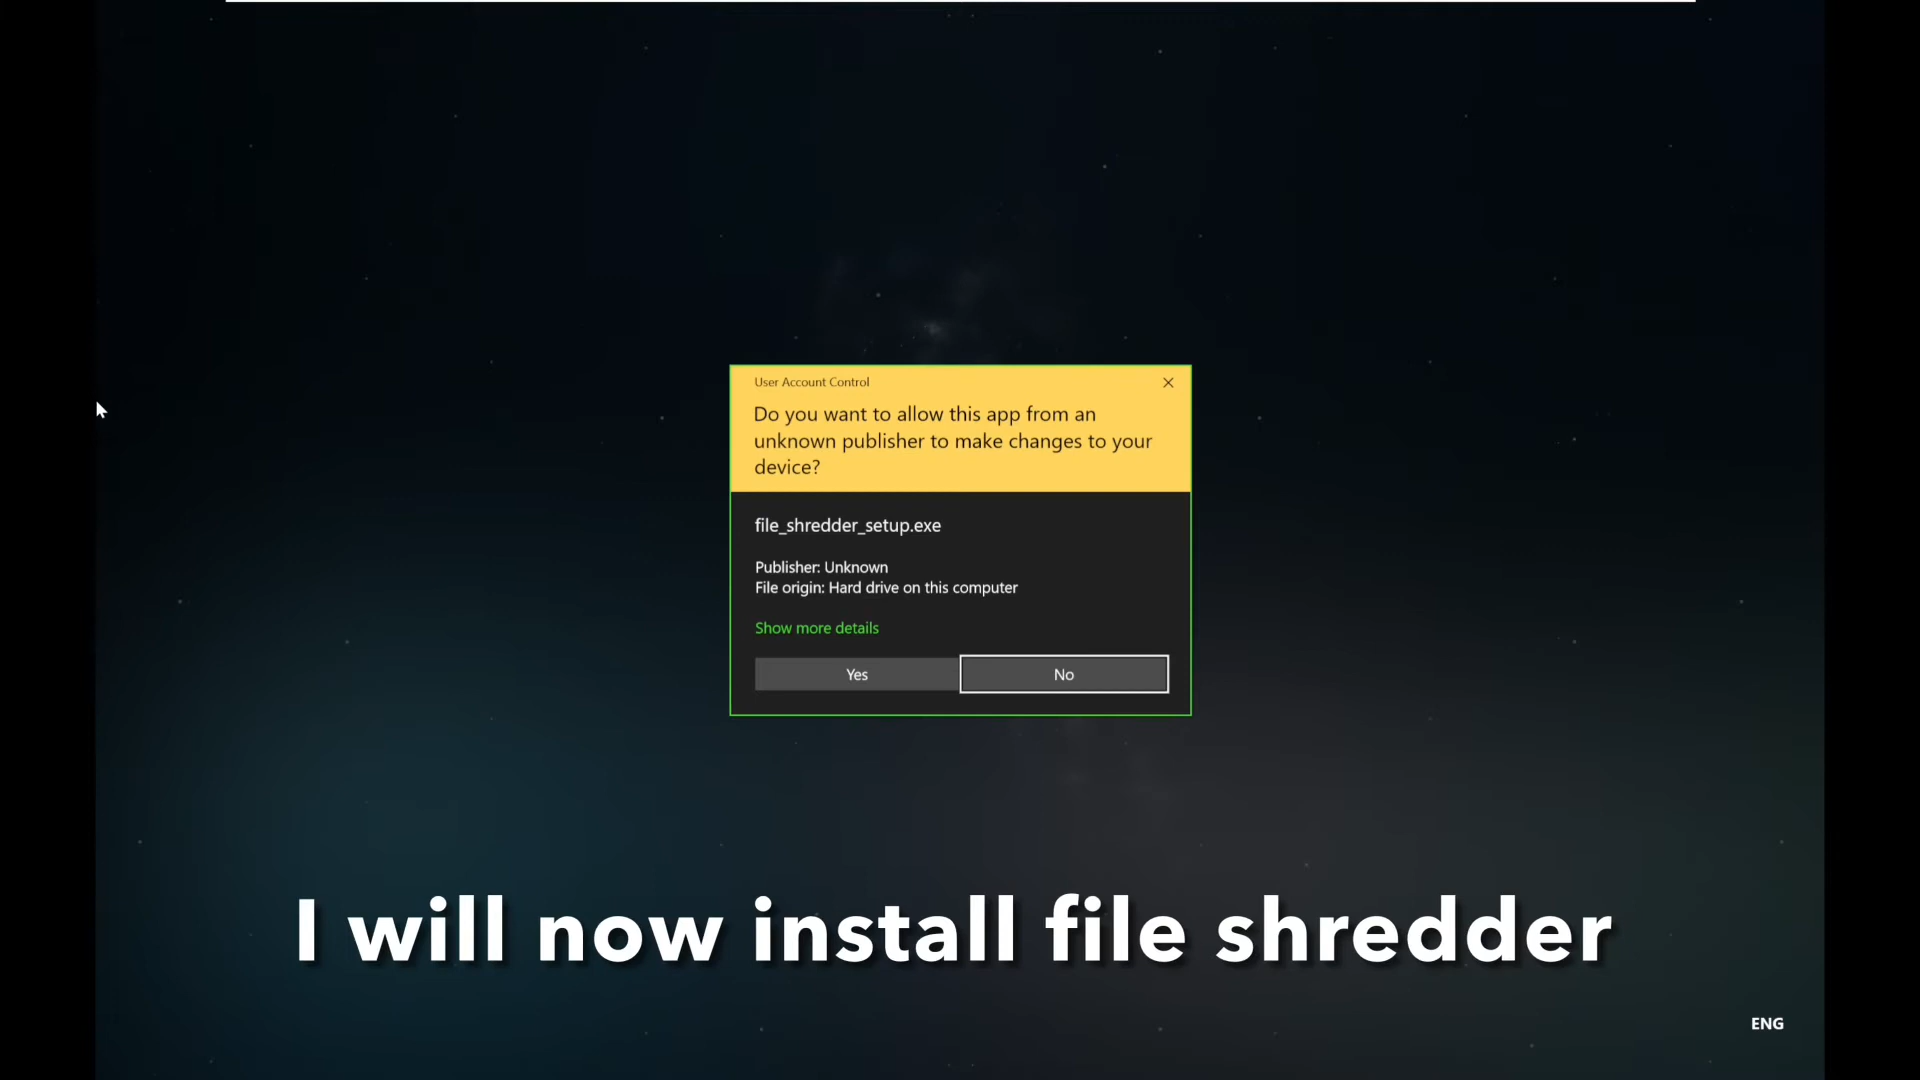 User Account Control
Do you want to allow this app from an
unknown publisher to make changes to your
device?
file_shredder_setup.exe
Publisher: Unknown
File origin: Hard drive on this computer
Show more details
Yes
No
I will now install file shredder
ENG